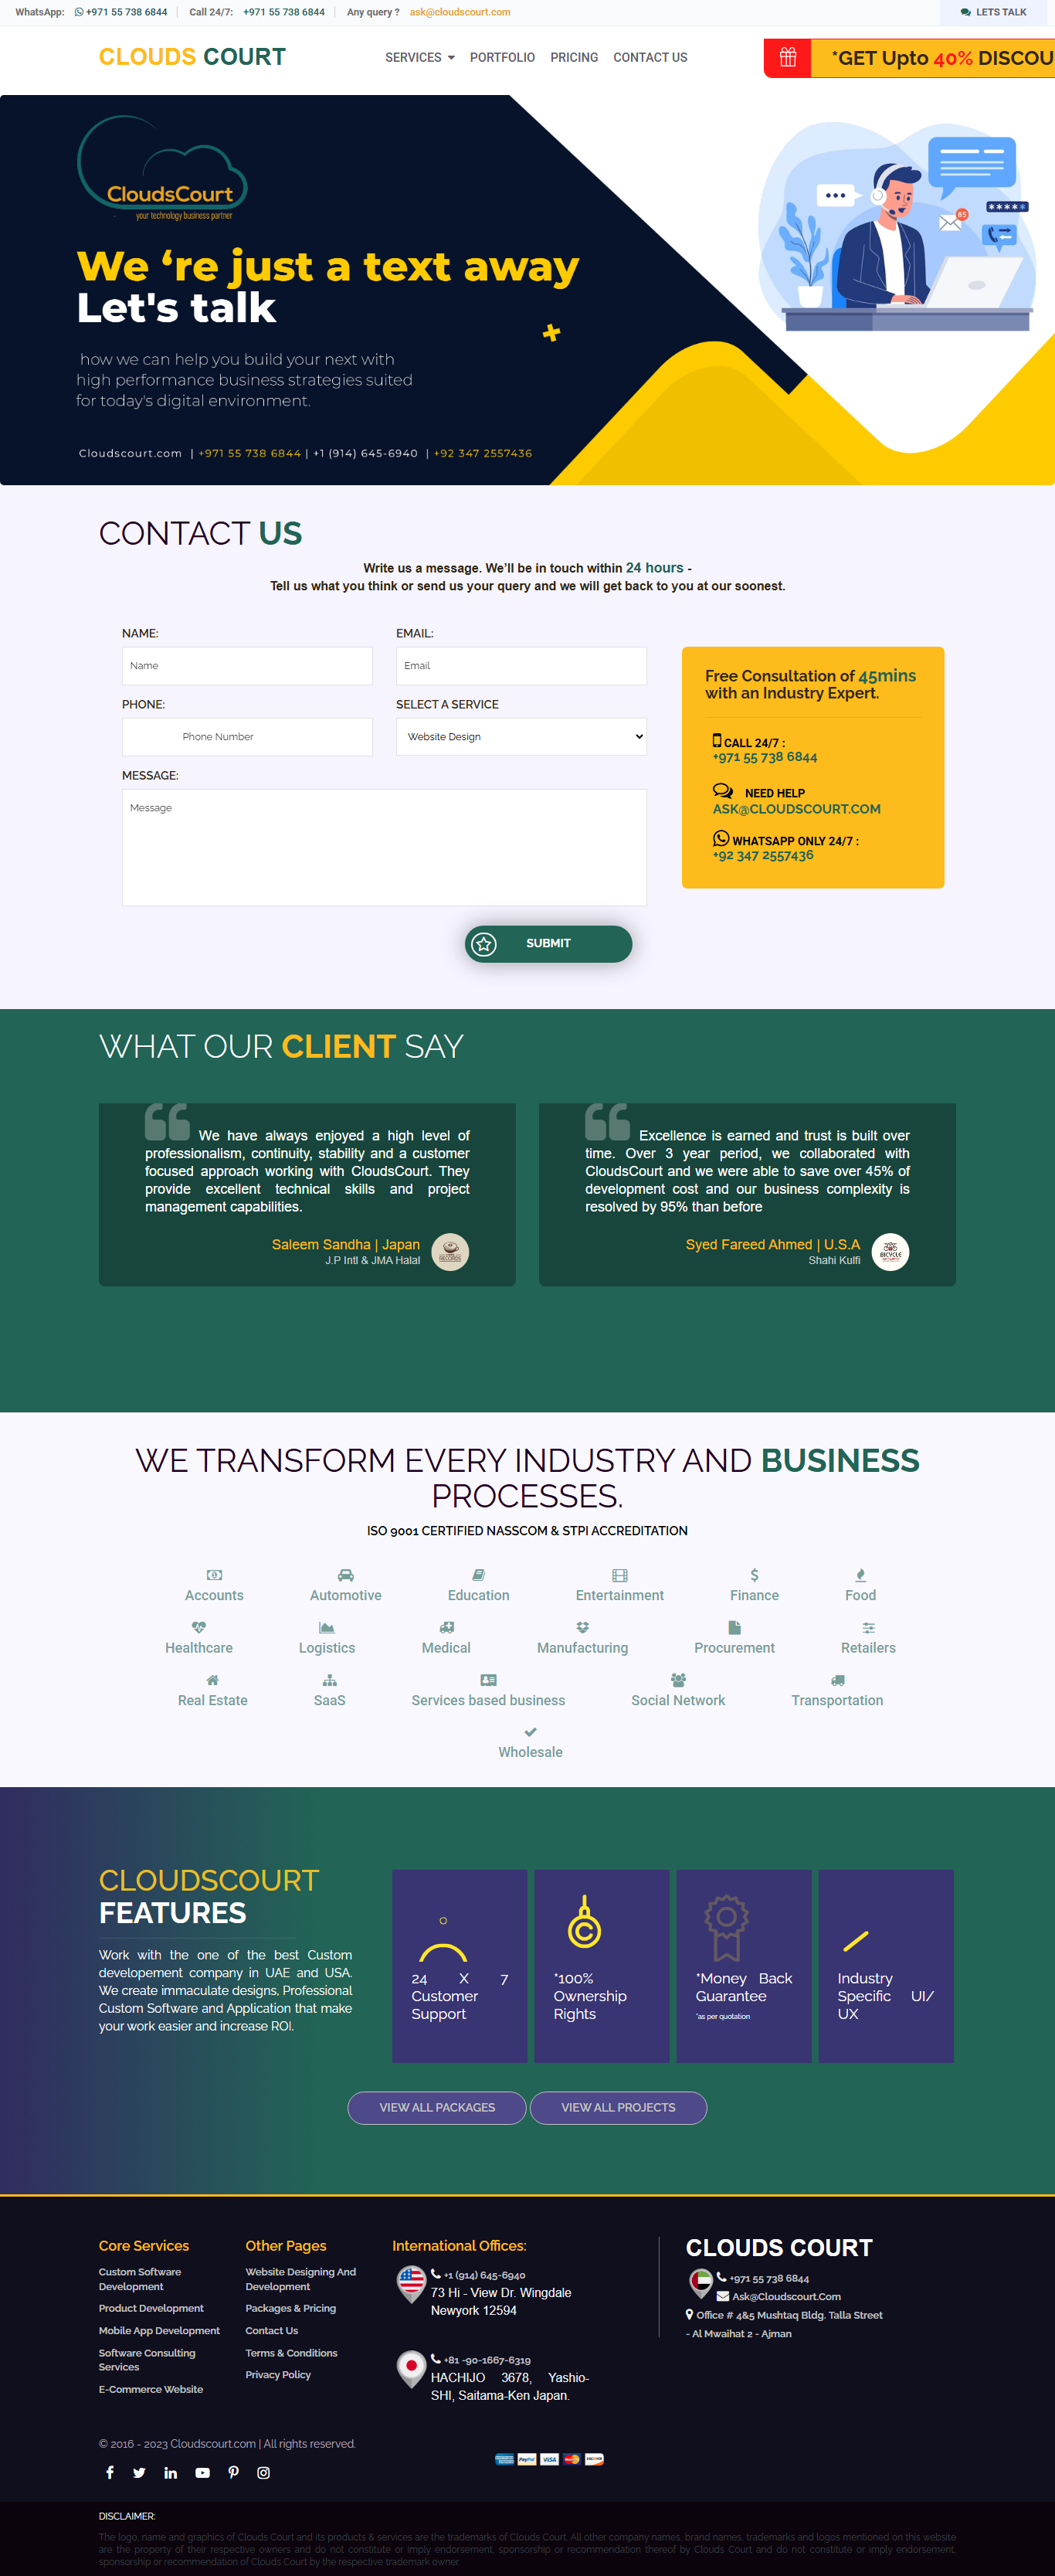 WhatsApp: +971 55 738 6844 Call 24/7: +971 55 738 6844 Any query ? ask@cloudscourt.com LETS TALK
CLOUDS COURT SERVICES PORTFOLIO PRICING CONTACT US *GET Upto 40% DISCOU
CloudsCourt
your technology business partner
We ‘re just a text away
Let's talk
how we can help you build your next with
high performance business strategies suited
for today's digital environment.
Cloudscourt.com | +971 55 738 6844 | +1 (914) 645-6940 | +92 347 2557436
CONTACT US
Write us a message. We’ll be in touch within 24 hours -
Tell us what you think or send us your query and we will get back to you at our soonest.
NAME: EMAIL:
Name Email
PHONE: SELECT A SERVICE
Phone Number Website Design
MESSAGE:
Message
SUBMIT
Free Consultation of 45mins
with an Industry Expert.
CALL 24/7 :
+971 55 738 6844
NEED HELP
ASK@CLOUDSCOURT.COM
WHATSAPP ONLY 24/7 :
+92 347 2557436
WHAT OUR CLIENT SAY
We have always enjoyed a high level of
professionalism, continuity, stability and a customer
focused approach working with CloudsCourt. They
provide excellent technical skills and project
management capabilities.
Saleem Sandha | Japan
J.P Intl & JMA Halal
Excellence is earned and trust is built over
time. Over 3 year period, we collaborated with
CloudsCourt and we were able to save over 45% of
development cost and our business complexity is
resolved by 95% than before
Syed Fareed Ahmed | U.S.A
Shahi Kulfi
BICYCLE
WE TRANSFORM EVERY INDUSTRY AND BUSINESS
PROCESSES.
ISO 9001 CERTIFIED NASSCOM & STPI ACCREDITATION
Accounts Automotive Education Entertainment Finance Food
Healthcare Logistics Medical Manufacturing Procurement Retailers
Real Estate SaaS Services based business Social Network Transportation
Wholesale
CLOUDSCOURT
FEATURES
Work with the one of the best Custom
developement company in UAE and USA.
We create immaculate designs, Professional
Custom Software and Application that make
your work easier and increase ROI.
24 X 7
Customer
Support
*100%
Ownership
Rights
*Money Back
Guarantee
*as per quotation
Industry
Specific UI/
UX
VIEW ALL PACKAGES VIEW ALL PROJECTS
Core Services
Custom Software
Development
Product Development
Mobile App Development
Software Consulting
Services
E-Commerce Website
Other Pages
Website Designing And
Development
Packages & Pricing
Contact Us
Terms & Conditions
Privacy Policy
International Offices:
+1 (914) 645-6940
73 Hi - View Dr. Wingdale
Newyork 12594
+81 -90-1667-6319
HACHIJO 3678, Yashio-
SHI, Saitama-Ken Japan.
CLOUDS COURT
+971 55 738 6844
Ask@Cloudscourt.Com
Office # 4&5 Mushtaq Bldg. Talla Street
- Al Mwaihat 2 - Ajman
© 2016 - 2023 Cloudscourt.com | All rights reserved.
PayPal VISA
DISCLAIMER:
The logo, name and graphics of Clouds Court and its products & services are the trademarks of Clouds Court. All other company names, brand names, trademarks and logos mentioned on this website
are the property of their respective owners and do not constitute or imply endorsement, sponsorship or recommendation thereof by Clouds Court and do not constitute or imply endorsement,
sponsorship or recommendation of Clouds Court by the respective trademark owner